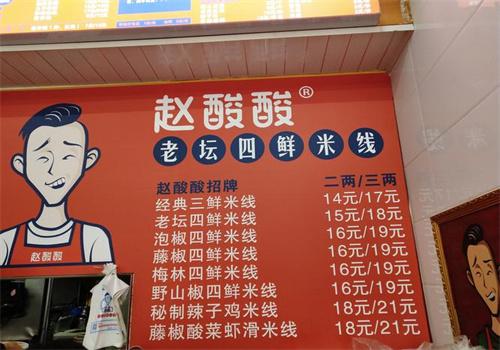 赵酸酸®
老坛四鲜米线
赵酸酸招牌 二两/三两
经典三鲜米线 14元/17元
老坛四鲜米线 15元/18元
泡椒四鲜米线 16元/19元
藤椒四鲜米线 16元/19元
梅林四鲜米线 16元/19元
野山椒四鲜米线 16元/19元
秘制辣子鸡米线 18元/21元
藤椒酸菜虾滑米线 18元/21元
赵酸酸